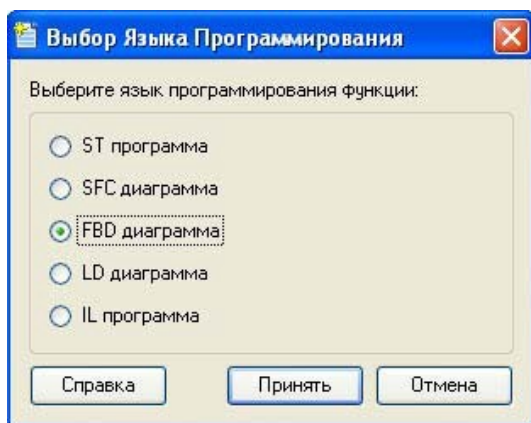 Выбор Языка Программирования
Выберите язык программирования функции:
ST программа
SFC диаграмма
FBD диаграмма
LD диаграмма
IL программа
Справка Принять Отмена